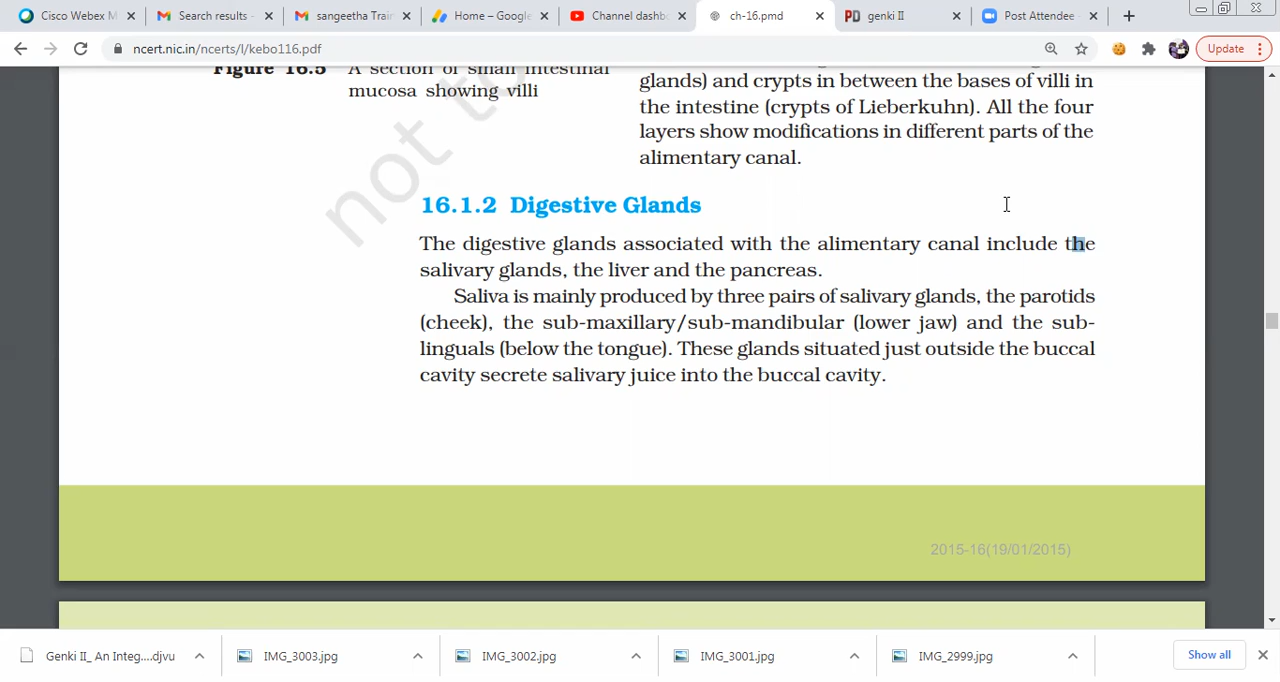 Cisco Webex M
Search results -
sangeetha Trai
Home – Google
Channel dashb
ch-16.pmd
PD genki II
Post Attendee
ncert.nic.in/ncerts/l/kebo116.pdf
Update
Figure 16.5 A section of small intestinal
mucosa showing villi
not to
glands) and crypts in between the bases of villi in
the intestine (crypts of Lieberkuhn). All the four
layers show modifications in different parts of the
alimentary canal.
16.1.2 Digestive Glands
The digestive glands associated with the alimentary canal include the
salivary glands, the liver and the pancreas.
Saliva is mainly produced by three pairs of salivary glands, the parotids
(cheek), the sub-maxillary/sub-mandibular (lower jaw) and the sub-
linguals (below the tongue). These glands situated just outside the buccal
cavity secrete salivary juice into the buccal cavity.
2015-16(19/01/2015)
Genki II_ An Integ....djvu
IMG_3003.jpg
IMG_3002.jpg
IMG_3001.jpg
IMG_2999.jpg
Show all